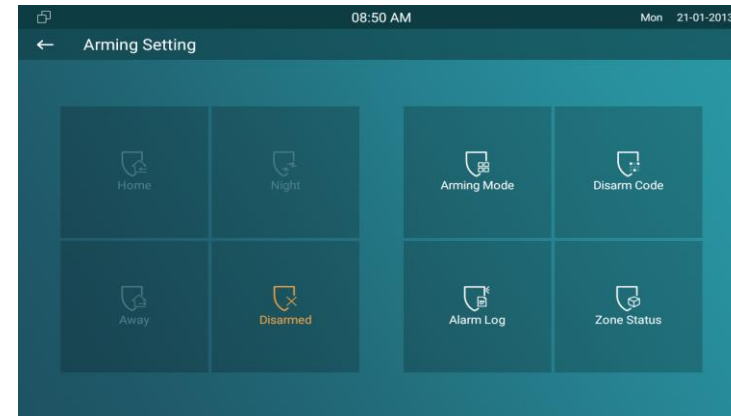 08:50 AM Mon 21-01-2013
Arming Setting
Home Night Arming Mode Disarm Code
Away Disarmed Alarm Log Zone Status